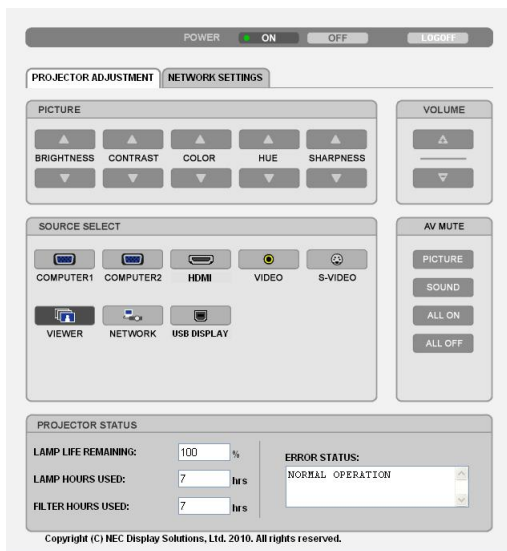 POWER ON OFF LOGOFF
PROJECTOR ADJUSTMENT NETWORK SETTINGS
PICTURE
BRIGHTNESS CONTRAST COLOR HUE SHARPNESS
VOLUME
SOURCE SELECT
COMPUTER1 COMPUTER2 HDMI VIDEO S-VIDEO
VIEWER NETWORK USB DISPLAY
AV MUTE
PICTURE
SOUND
ALL ON
ALL OFF
PROJECTOR STATUS
LAMP LIFE REMAINING: 100 %
LAMP HOURS USED: 7 hrs
FILTER HOURS USED: 7 hrs
ERROR STATUS:
NORMAL OPERATION
Copyright (C) NEC Display Solutions, Ltd. 2010. All rights reserved.